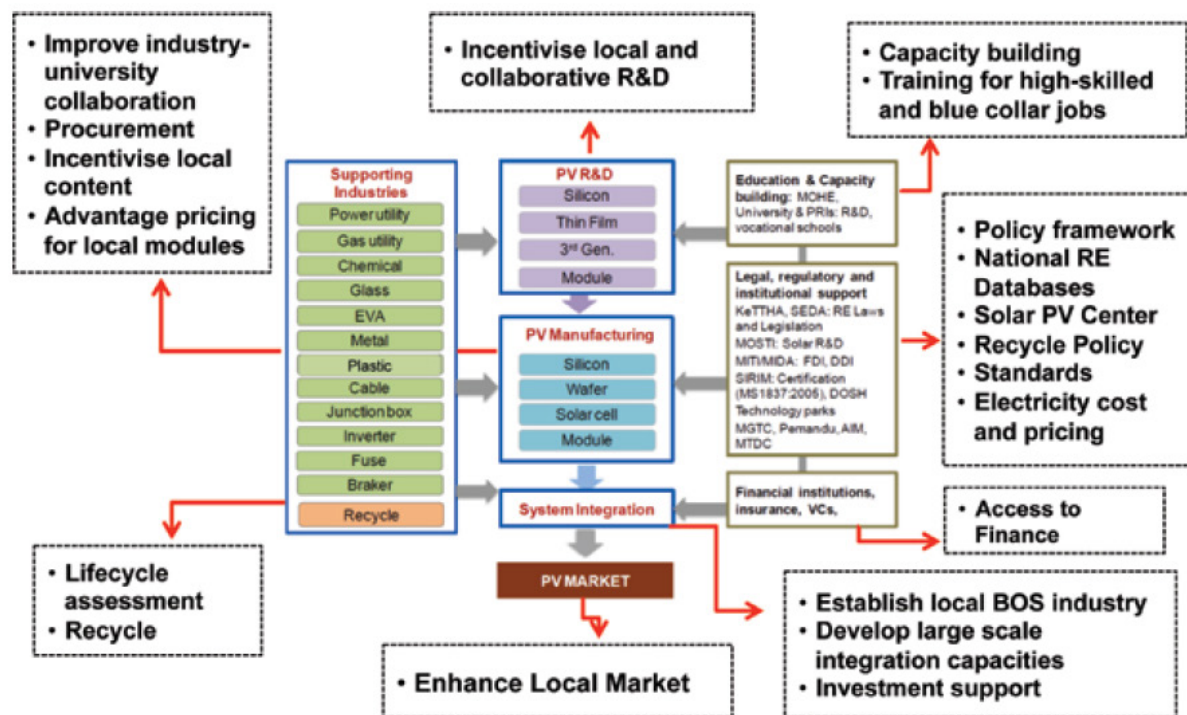 • Improve industry-
university
collaboration
• Procurement
• Incentivise local
content
• Advantage pricing
for local modules
• Incentivise local and
collaborative R&D
• Capacity building
• Training for high-skilled
and blue collar jobs
Supporting
Industries
Power utility
Gas utility
Chemical
Glass
EVA
Metal
Plastic
Cable
Junction box
Inverter
Fuse
Braker
Recycle
PV R&D
Silicon
Thin Film
3rd Gen.
Module
PV Manufacturing
Silicon
Wafer
Solar cell
Module
System Integration
PV MARKET
Education & Capacity
building: MOHE,
University & PRIs: R&D,
vocational schools
Legal, regulatory and
institutional support
KeTTHA, SEDA: RE Laws
and Legislation
MOSTI: Solar R&D
MITI/MIDA: FDI, DDI
SIRIM: Certification
(MS1837:2005), DOSH
Technology parks
MGTC, Pemandu, AIM,
MTDC
Financial institutions,
insurance, VCs,
• Policy framework
• National RE
Databases
• Solar PV Center
• Recycle Policy
• Standards
• Electricity cost
and pricing
• Access to
Finance
• Lifecycle
assessment
• Recycle
• Enhance Local Market
• Establish local BOS industry
• Develop large scale
integration capacities
• Investment support